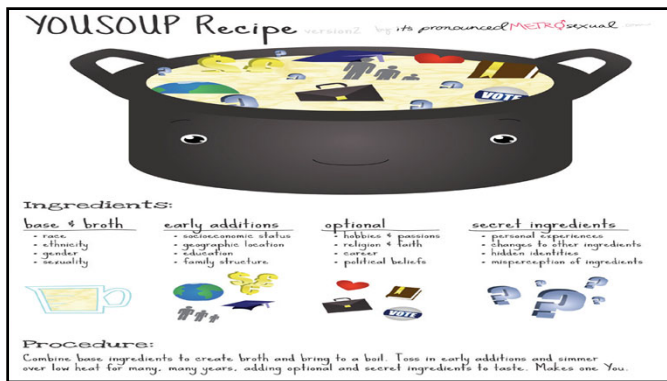 YOUSOUP Recipe version2 by its pronounced METROsexual
VOTE
Ingredients:
base & broth
• race
• ethnicity
• gender
• sexuality
early additions
• socioeconomic status
• geographic location
• education
• family structure
optional
• hobbies & passions
• religion & faith
• career
• political beliefs
secret ingredients
• personal experiences
• changes to other ingredients
• hidden identities
• misperception of ingredients
VOTE
Procedure:
Combine base ingredients to create broth and bring to a boil. Toss in early additions and simmer
over low heat for many, many years, adding optional and secret ingredients to taste. Makes one You.